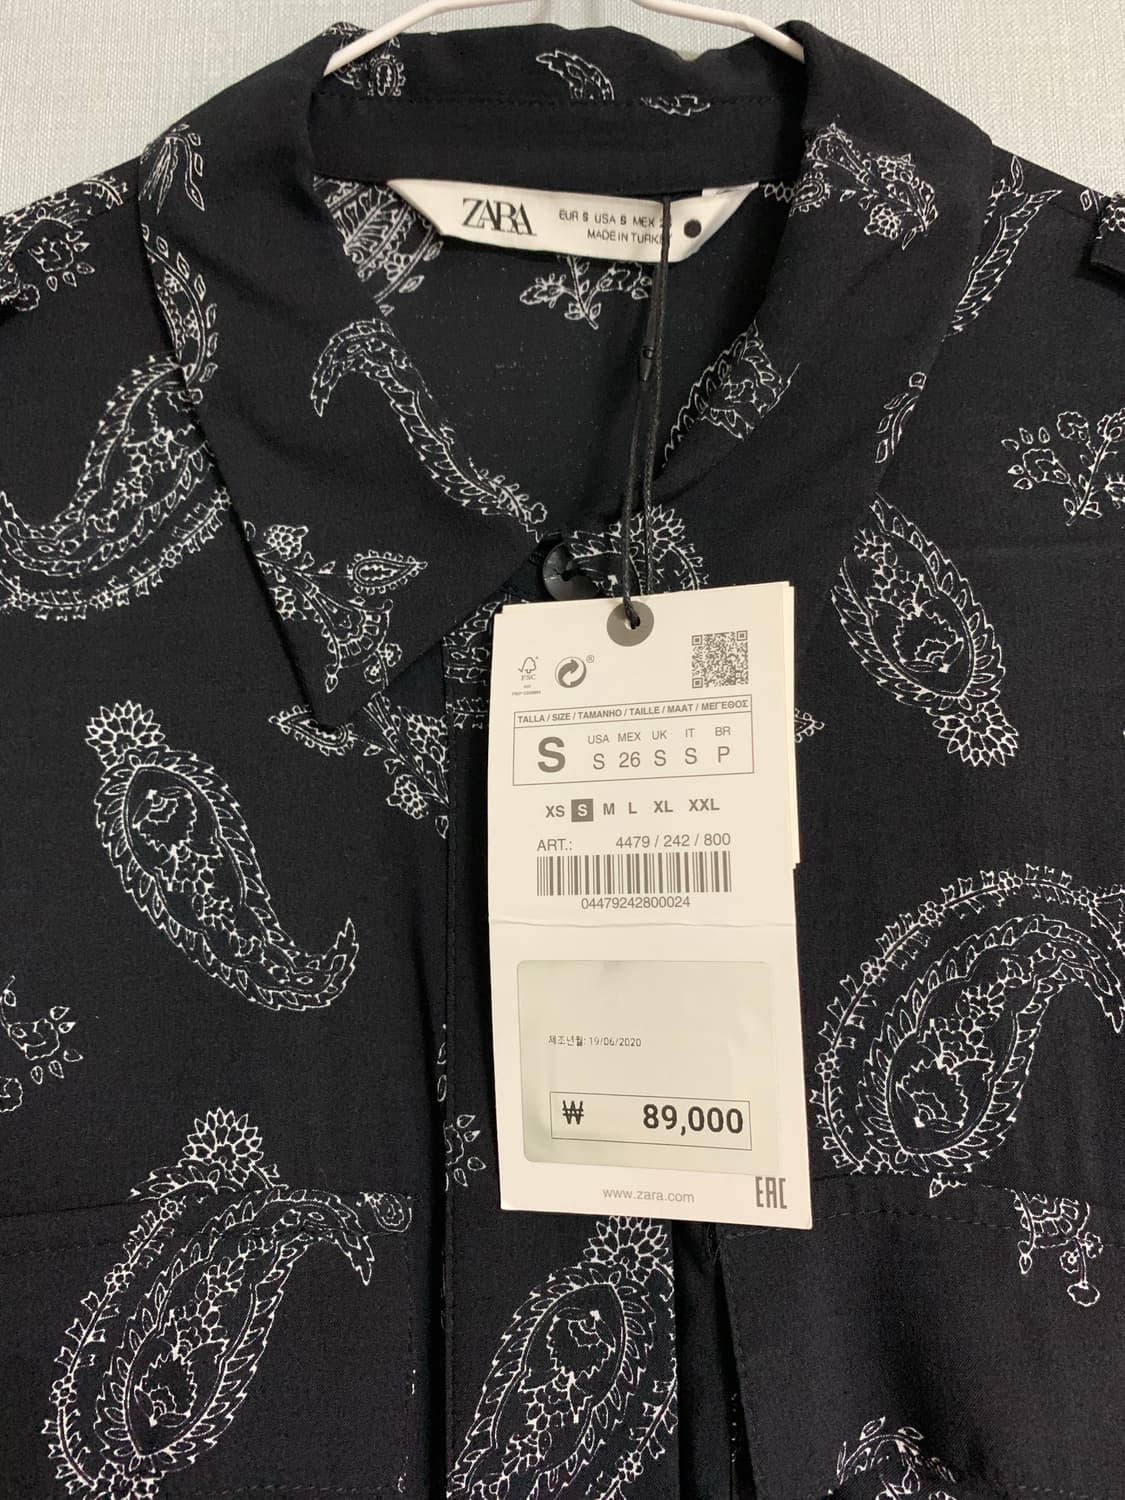 ZARA
EUR S USA S MEX
MADE IN TURKEY
FSC
®
TALLA / SIZE / TAMANHO / TAILLE / MAAT / ΜΕΓΕΘΟΣ
S
USA MEX UK IT BR
S 26 S S P
XS S M L XL XXL
ART.: 4479 / 242 / 800
04479242800024
제조년월: 19/06/2020
₩ 89,000
www.zara.com
EAC